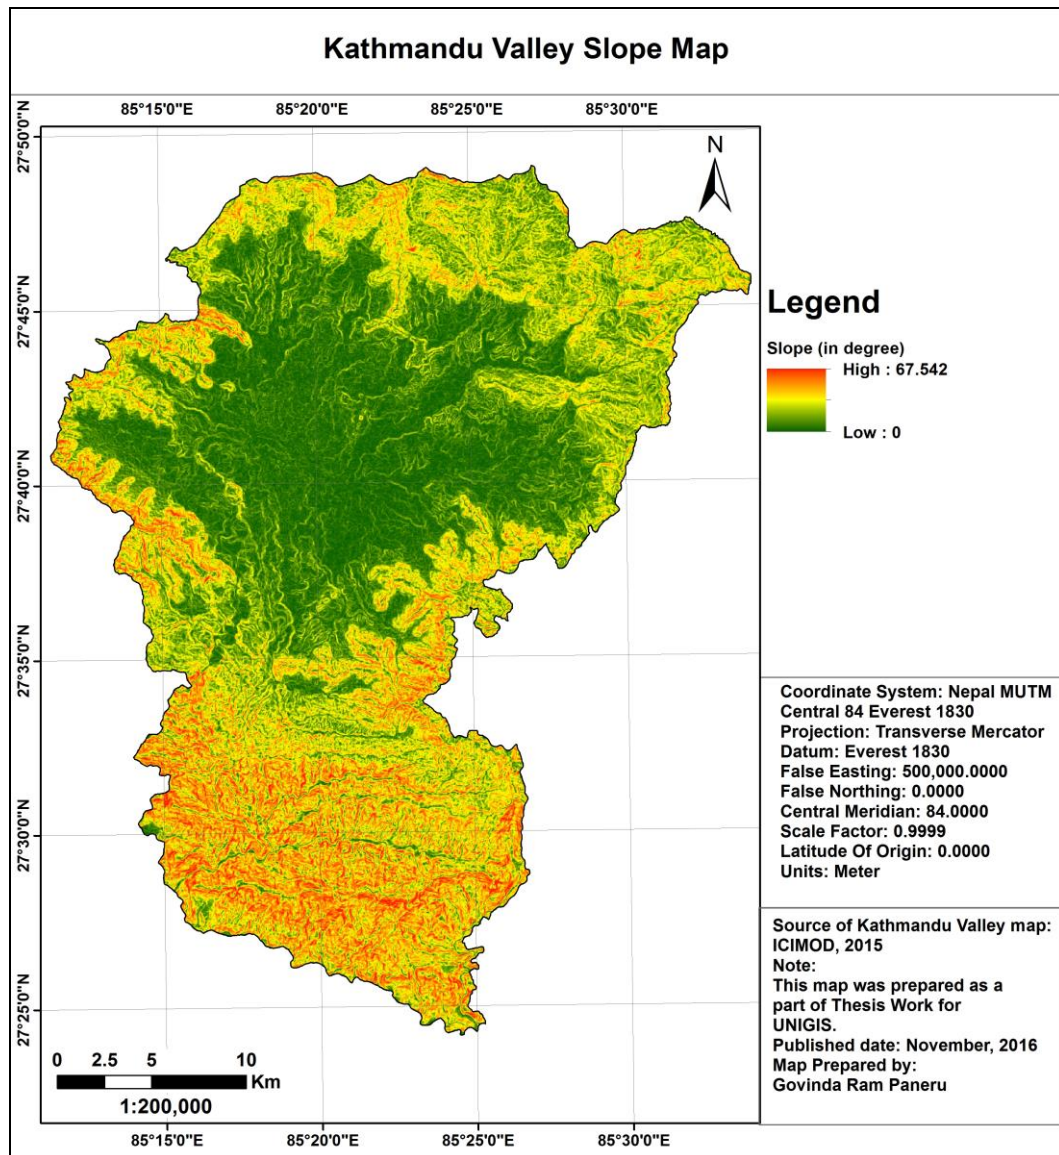 Kathmandu Valley Slope Map
85°15'0"E 85°20'0"E 85°25'0"E 85°30'0"E
27°50'0"N
27°45'0"N
27°40'0"N
27°35'0"N
27°30'0"N
27°25'0"N
N
Legend
Slope (in degree)
High : 67.542
Low : 0
Coordinate System: Nepal MUTM
Central 84 Everest 1830
Projection: Transverse Mercator
Datum: Everest 1830
False Easting: 500,000.0000
False Northing: 0.0000
Central Meridian: 84.0000
Scale Factor: 0.9999
Latitude Of Origin: 0.0000
Units: Meter
Source of Kathmandu Valley map:
ICIMOD, 2015
Note:
This map was prepared as a
part of Thesis Work for
UNIGIS.
Published date: November, 2016
Map Prepared by:
Govinda Ram Paneru
0 2.5 5 10
Km
1:200,000
85°15'0"E 85°20'0"E 85°25'0"E 85°30'0"E